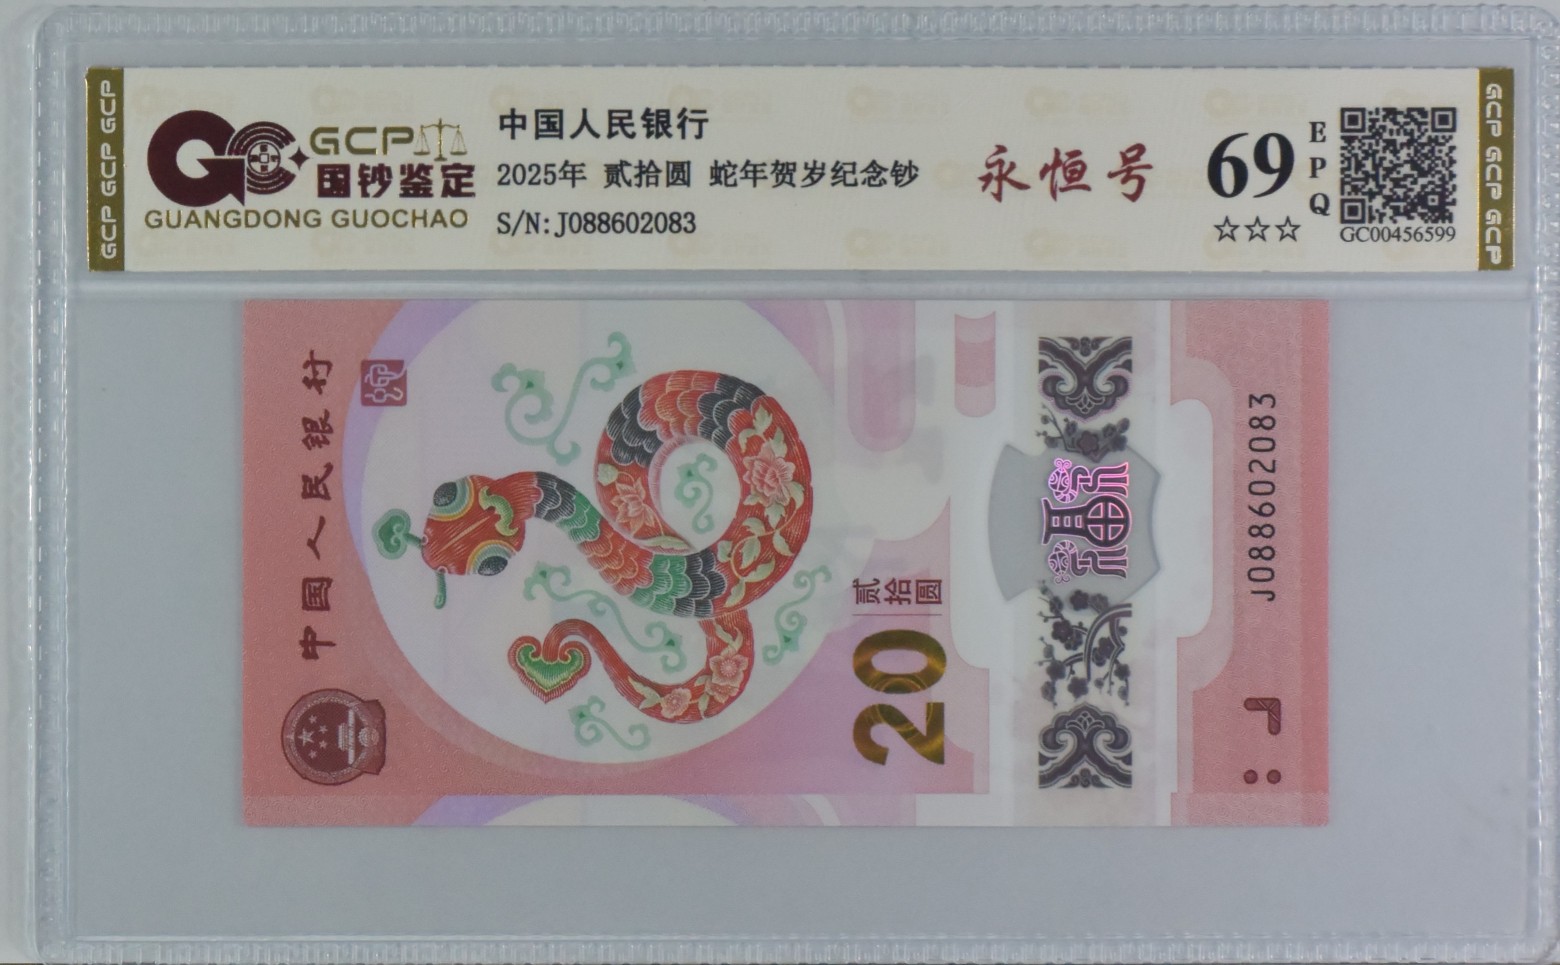 GCP GCP GCP
GCP
国钞鉴定
GUANGDONG GUOCHAO
中国人民银行
2025年 贰拾圆 蛇年贺岁纪念钞
S/N:J088602083
永恒号
69
EPQ
☆☆☆
GC00456599
GCP GCP GCP
中国人民银行
贰拾圆
20
J088602083